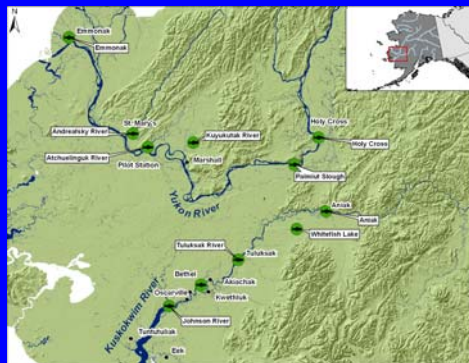 N
Emmonak
Emmonak
St. Mary's
Andreafsky River
Kuyukutuk River
Holy Cross
Holy Cross
Atchuelinguk River
Pilot Station
Marshall
Paimiut Slough
Yukon River
Aniak
Aniak
Whitefish Lake
Tuluksak River
Tuluksak
Bethel
Akiachak
Oscarville
Kwethluk
Kuskokwim River
Johnson River
Tuntutuliak
Eek